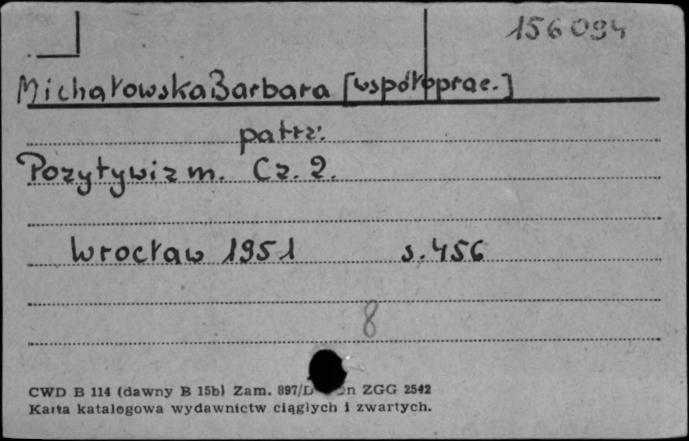 156094
Michałowska Barbara [współoprac.]
patrz:
Pozytywizm. Cz. 2.
Wrocław 1951 s. 456
8
CWD B 114 (dawny B 15b) Zam. 897/D n ZGG 2542
Karta katalogowa wydawnictw ciągłych i zwartych.